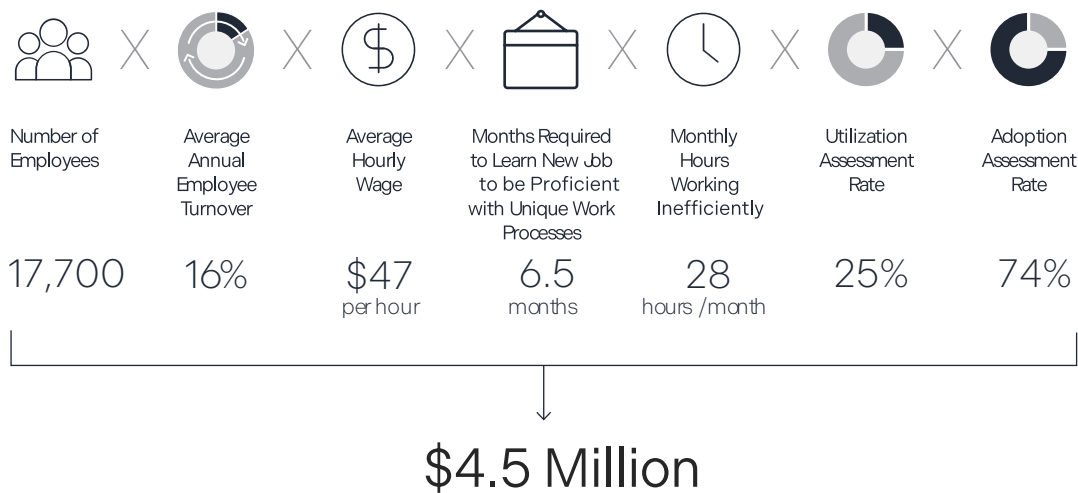 Number of
Employees
Average
Annual
Employee
Turnover
Average
Hourly
Wage
Months Required
to Learn New Job
to be Proficient
with Unique Work
Processes
Monthly
Hours
Working
Inefficiently
Utilization
Assessment
Rate
Adoption
Assessment
Rate
17,700
16%
$47
per hour
6.5
months
28
hours /month
25%
74%
$4.5 Million